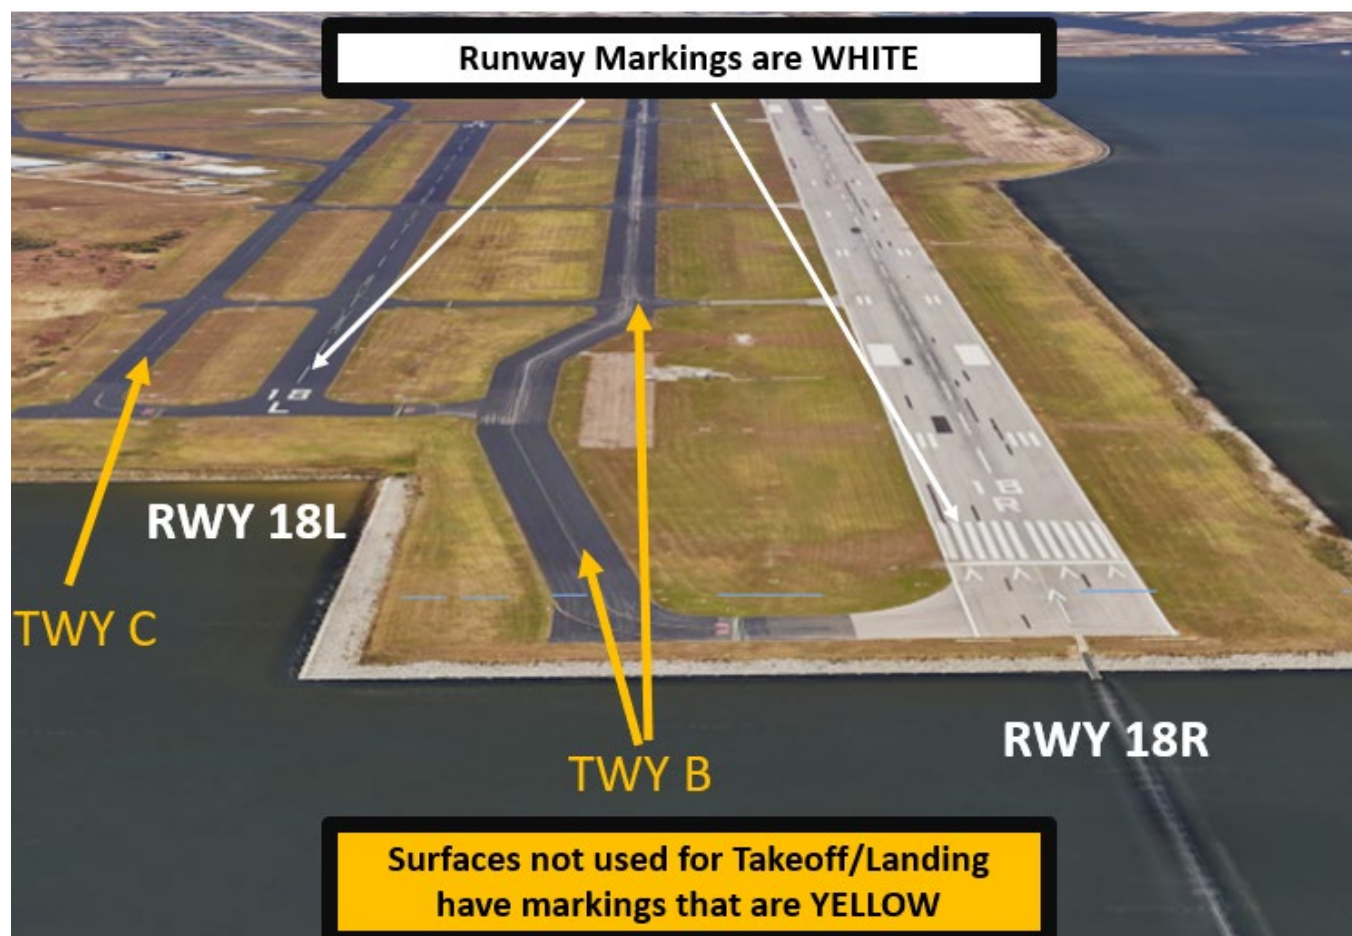 Runway Markings are WHITE
18
L
RWY 18L
18
R
TWY C
RWY 18R
TWY B
Surfaces not used for Takeoff/Landing
have markings that are YELLOW